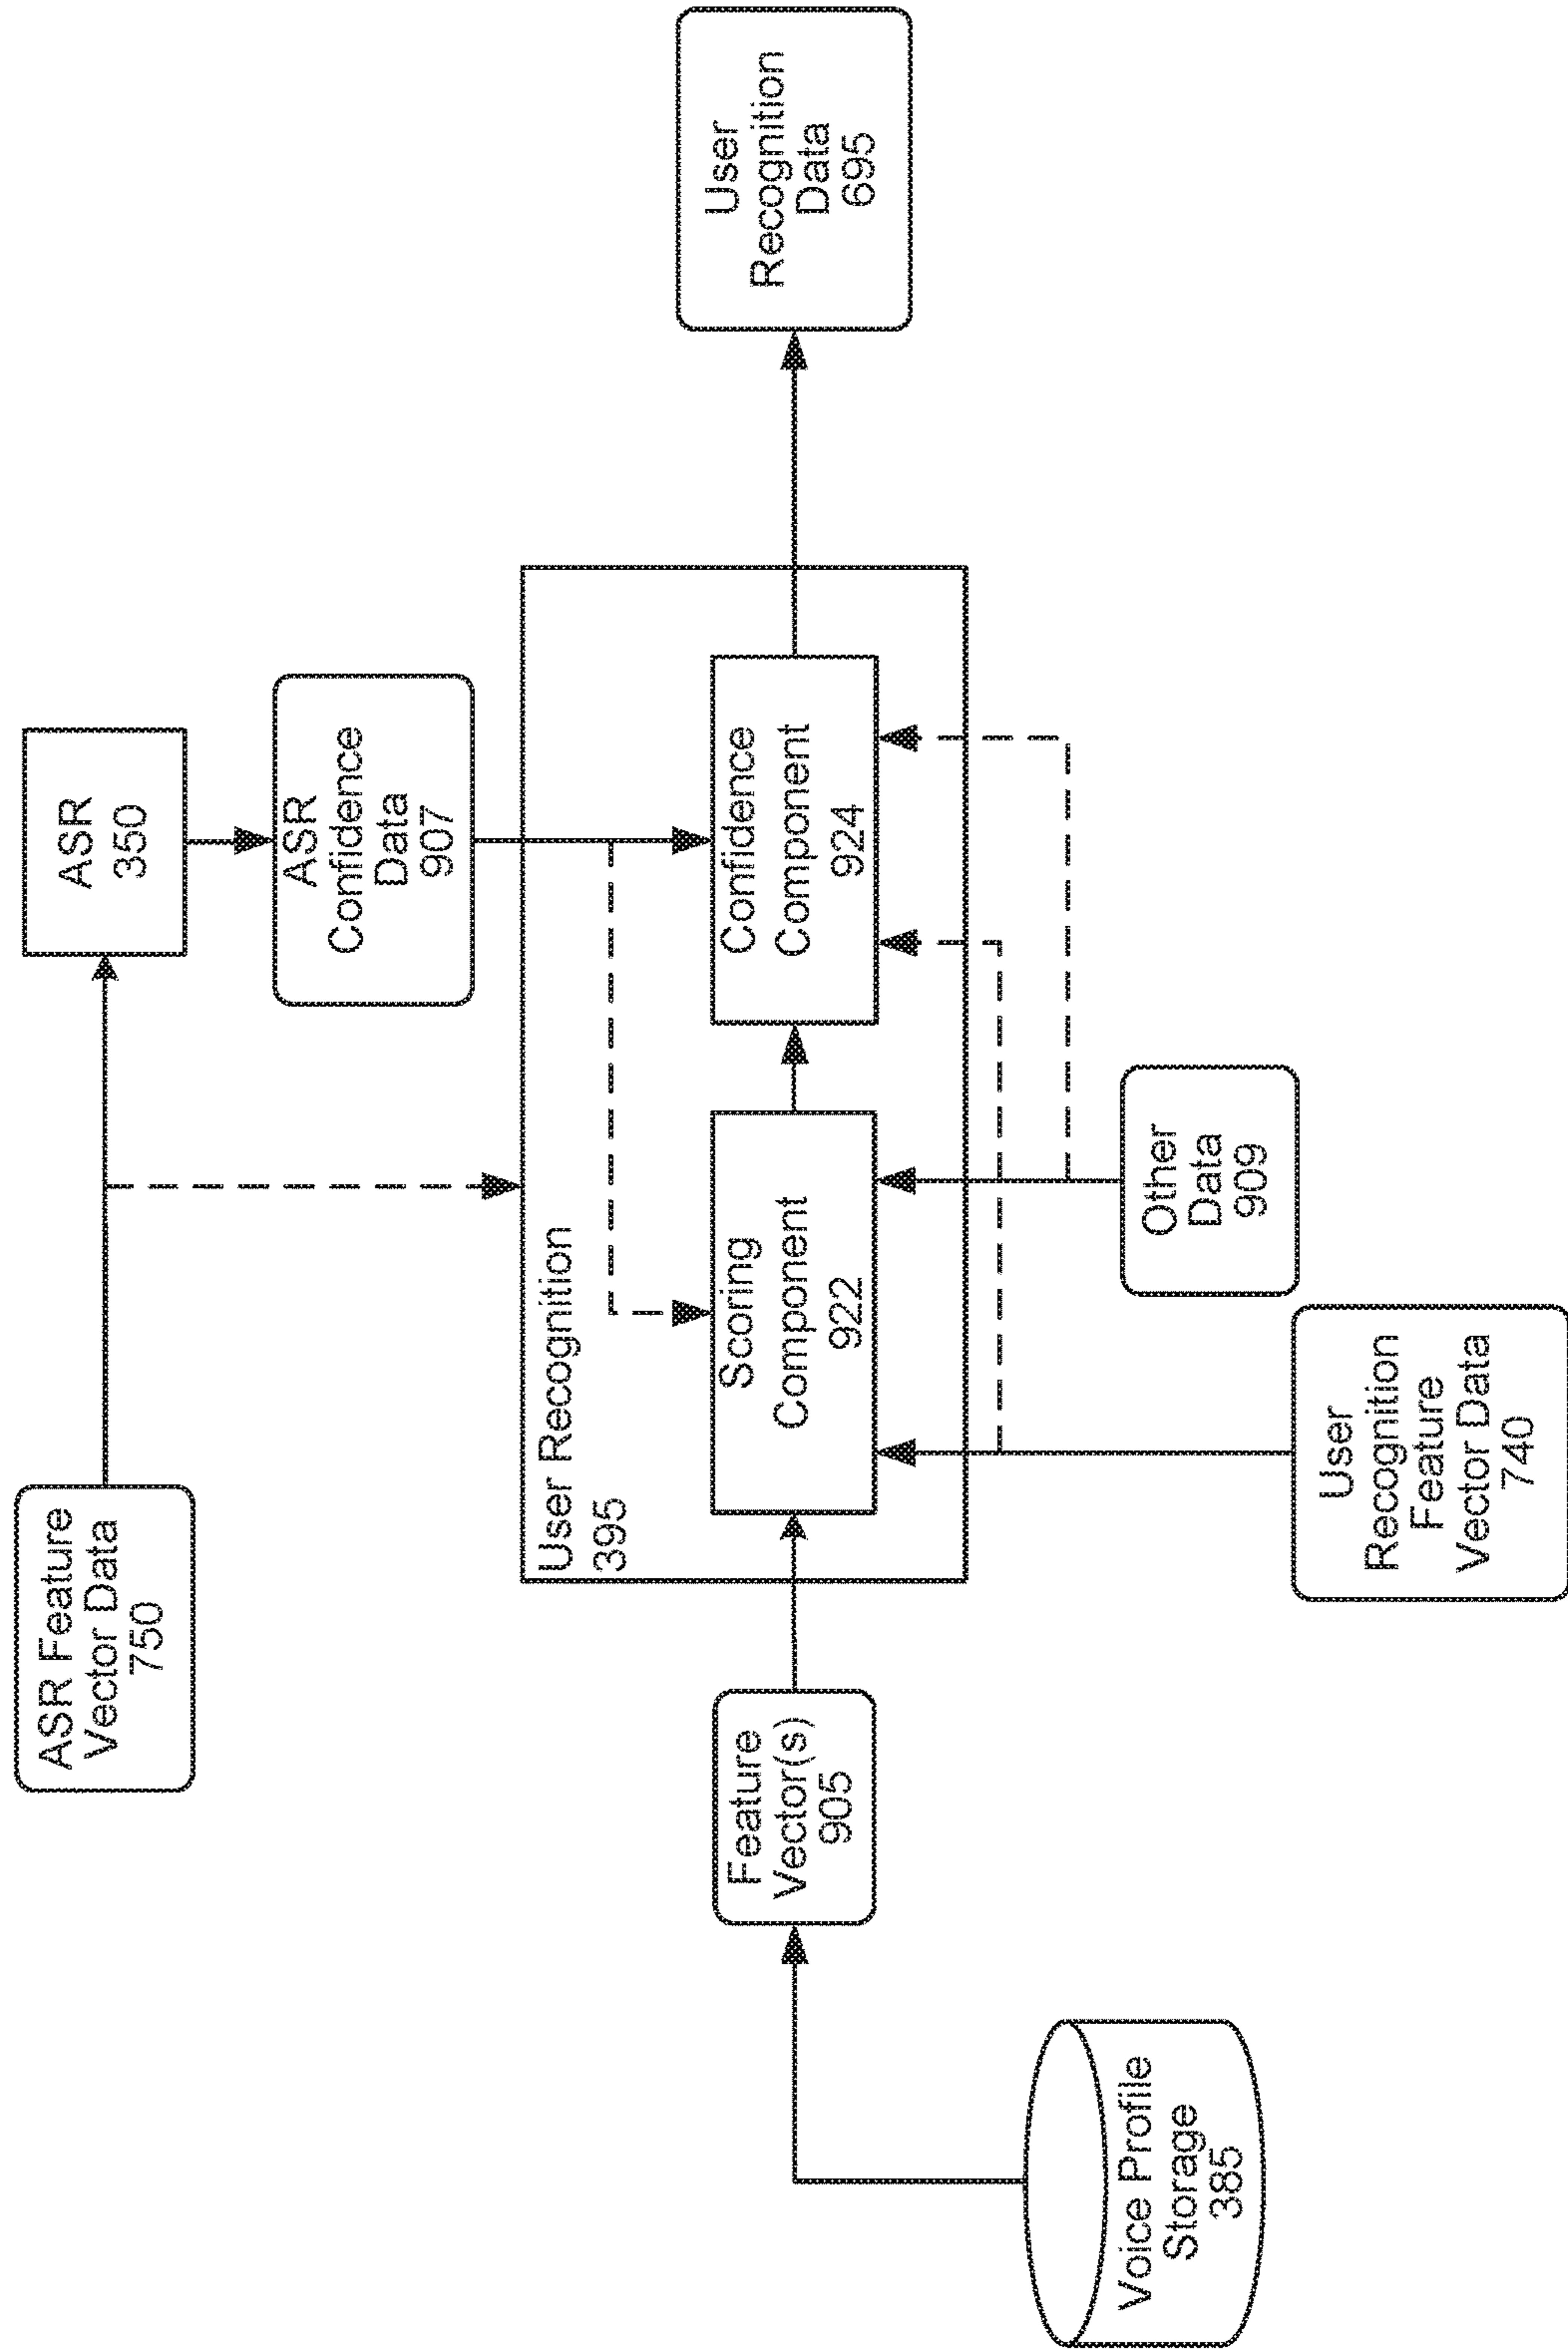 ASR Feature
Vector Data
750
ASR
350
ASR
Confidence
Data
907
User Recognition
395
Voice Profile
Storage
385
Feature
Vector(s)
905
Scoring
Component
922
Confidence
Component
924
User
Recognition
Data
695
User
Recognition
Feature
Vector Data
740
Other
Data
909